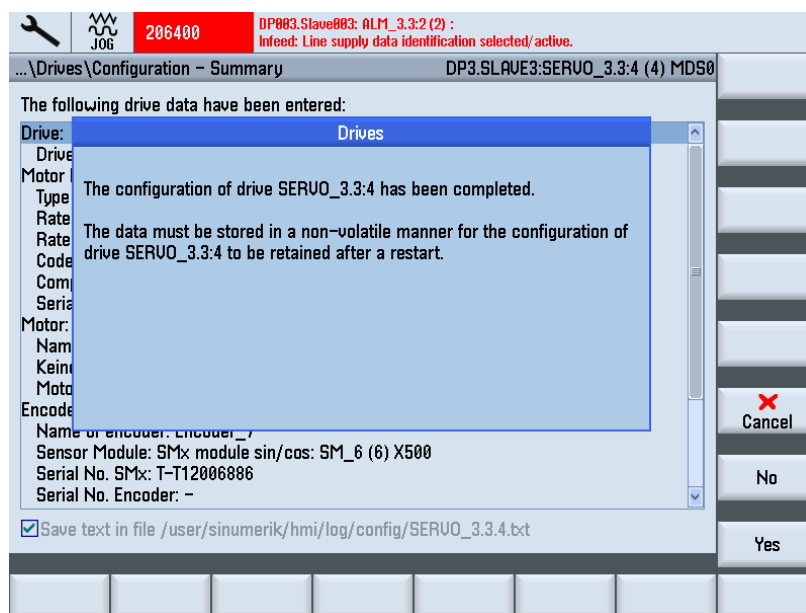 JOG
206400
DP003.Slave003: ALM_3.3:2 (2) :
Infeed: Line supply data identification selected/active.
...\Drives\Configuration - Summary
DP3.SLAVE3:SERVO_3.3:4 (4) MDS0
The following drive data have been entered:
Drive:
Drives
Drive
Motor
Type
Rate
Rate
Code
Com
Seria
The configuration of drive SERVO_3.3:4 has been completed.
The data must be stored in a non-volatile manner for the configuration of
drive SERVO_3.3:4 to be retained after a restart.
Motor:
Nam
Kein
Moto
Encode
Name of encoder: Encoder_7
Sensor Module: SMx module sin/cos: SM_6 (6) X500
Serial No. SMx: T-T12006886
Serial No. Encoder: -
Save text in file /user/sinumerik/hmi/log/config/SERVO_3.3.4.txt
Cancel
No
Yes